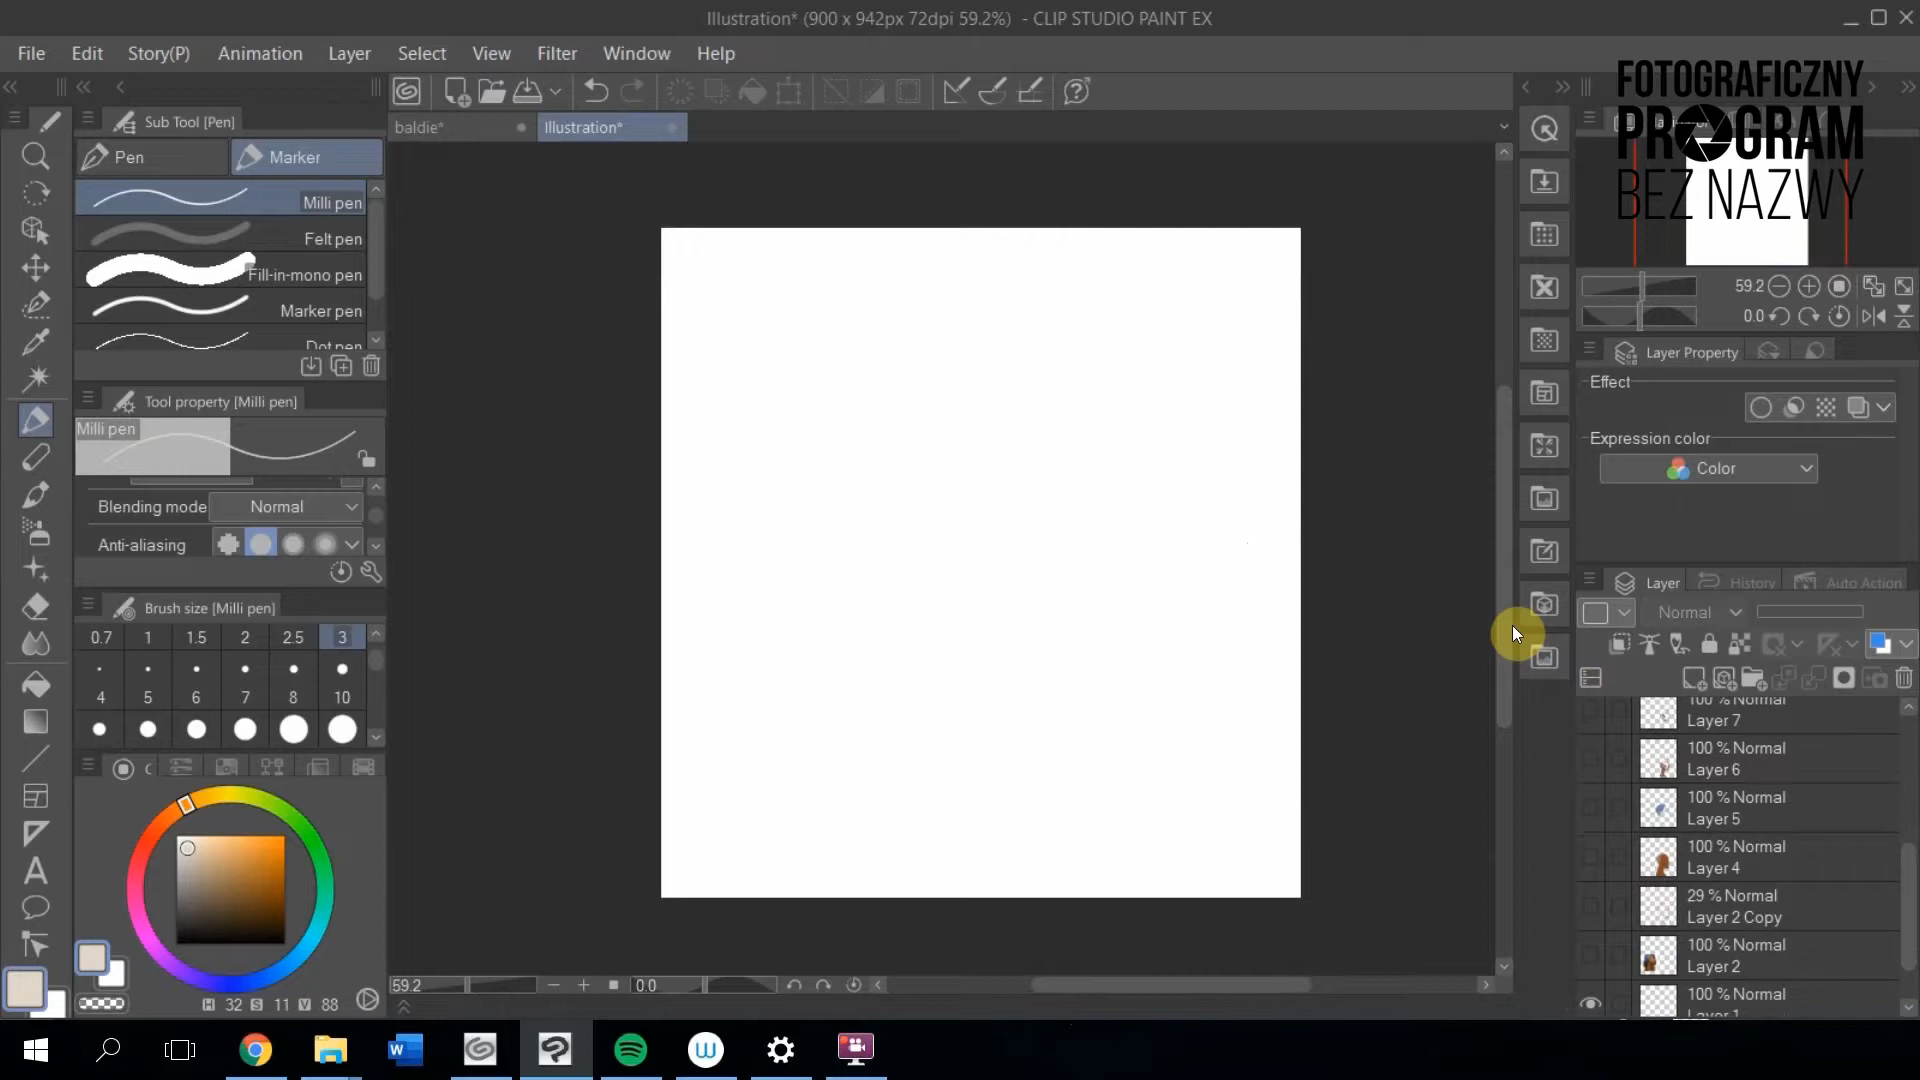 Illustration* (900 x 942px 72dpi 59.2%) - CLIP STUDIO PAINT EX
File Edit Story(P) Animation Layer Select View Filter Window Help
FOTOGRAFICZNY
PROGRAM
BEZ NAZWY
Sub Tool [Pen]
baldie*
Illustration*
Pen
Marker
Milli pen
Felt pen
Fill-in-mono pen
Marker pen
Dot pen
Tool property [Milli pen]
Milli pen
Blending mode Normal
Anti-aliasing
Brush size [Milli pen]
0.7 1 1.5 2 2.5 3
4 5 6 7 8 10
H 32 S 11 V 88
59.2
0.0
59.2
0.0
Layer Property
Effect
Expression color
Color
Layer History Auto Action
Normal
100 % Normal
Layer 7
100 % Normal
Layer 6
100 % Normal
Layer 5
100 % Normal
Layer 4
29 % Normal
Layer 2 Copy
100 % Normal
Layer 2
100 % Normal
Layer 1